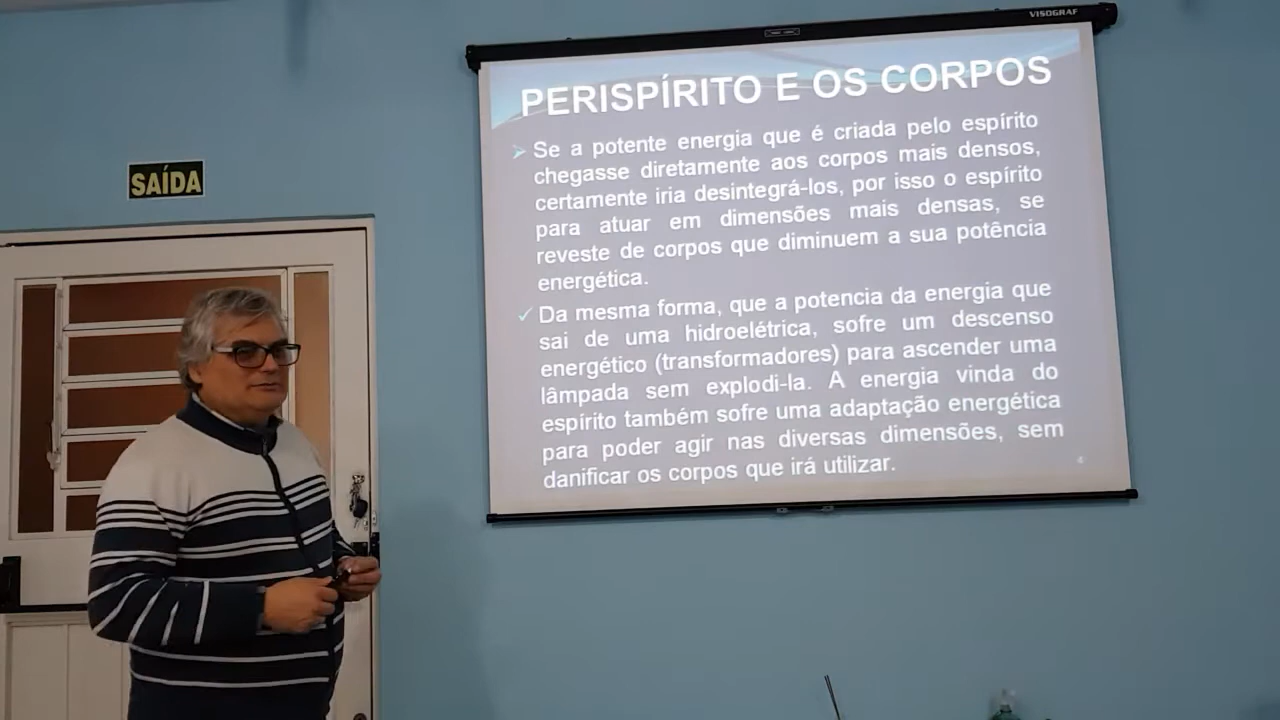 VISOGRAF
PERISPÍRITO E OS CORPOS
Se a potente energia que é criada pelo espírito
chegasse diretamente aos corpos mais densos,
certamente iria desintegrá-los, por isso o espírito
para atuar em dimensões mais densas, se
reveste de corpos que diminuem a sua potência
energética.
Da mesma forma, que a potencia da energia que
sai de uma hidroelétrica, sofre um descenso
energético (transformadores) para ascender uma
lâmpada sem explodi-la. A energia vinda do
espírito também sofre uma adaptação energética
para poder agir nas diversas dimensões, sem
danificar os corpos que irá utilizar.
4
SAÍDA